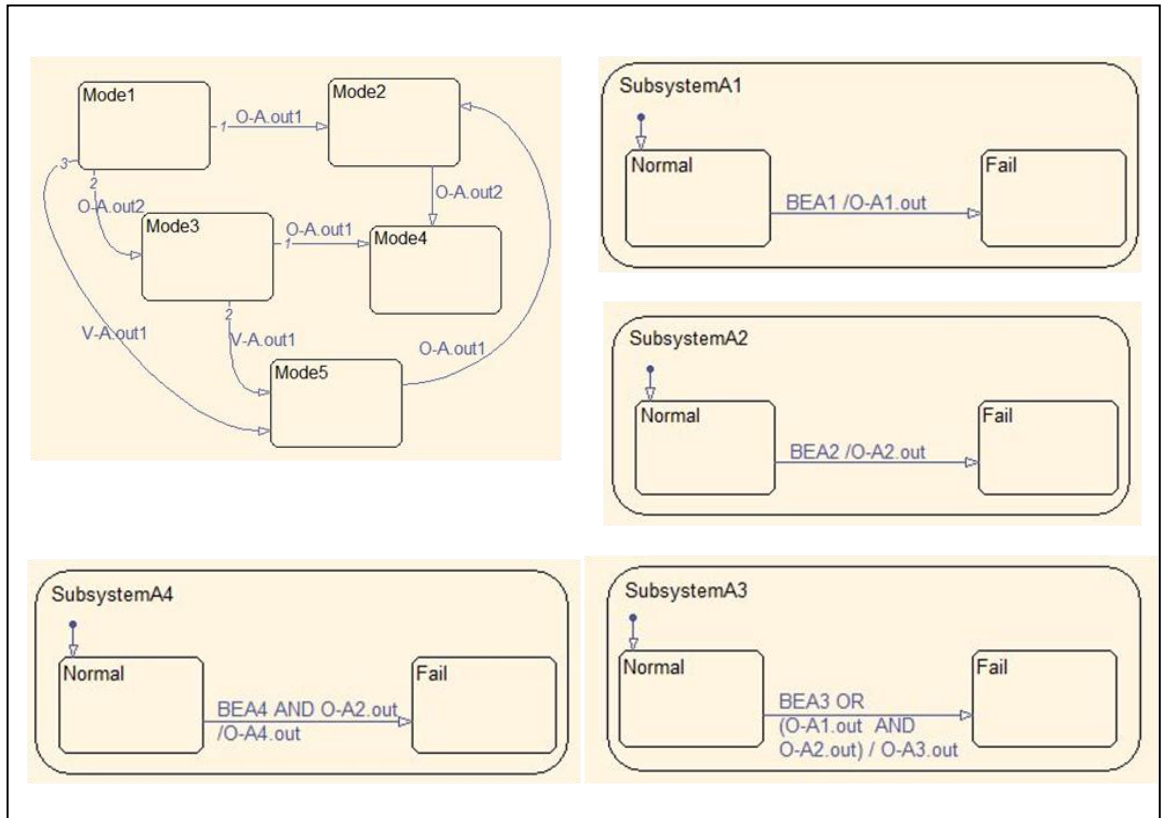 Mode1
Mode2
1
O-A.out1
3
2
O-A.out2
O-A.out2
Mode3
1
O-A.out1
Mode4
2
V-A.out1
V-A.out1
O-A.out1
Mode5
SubsystemA1
Normal
Fail
BEA1 /O-A1.out
SubsystemA2
Normal
Fail
BEA2 /O-A2.out
SubsystemA4
Normal
Fail
BEA4 AND O-A2.out
/O-A4.out
SubsystemA3
Normal
Fail
BEA3 OR
(O-A1.out AND
O-A2.out) / O-A3.out